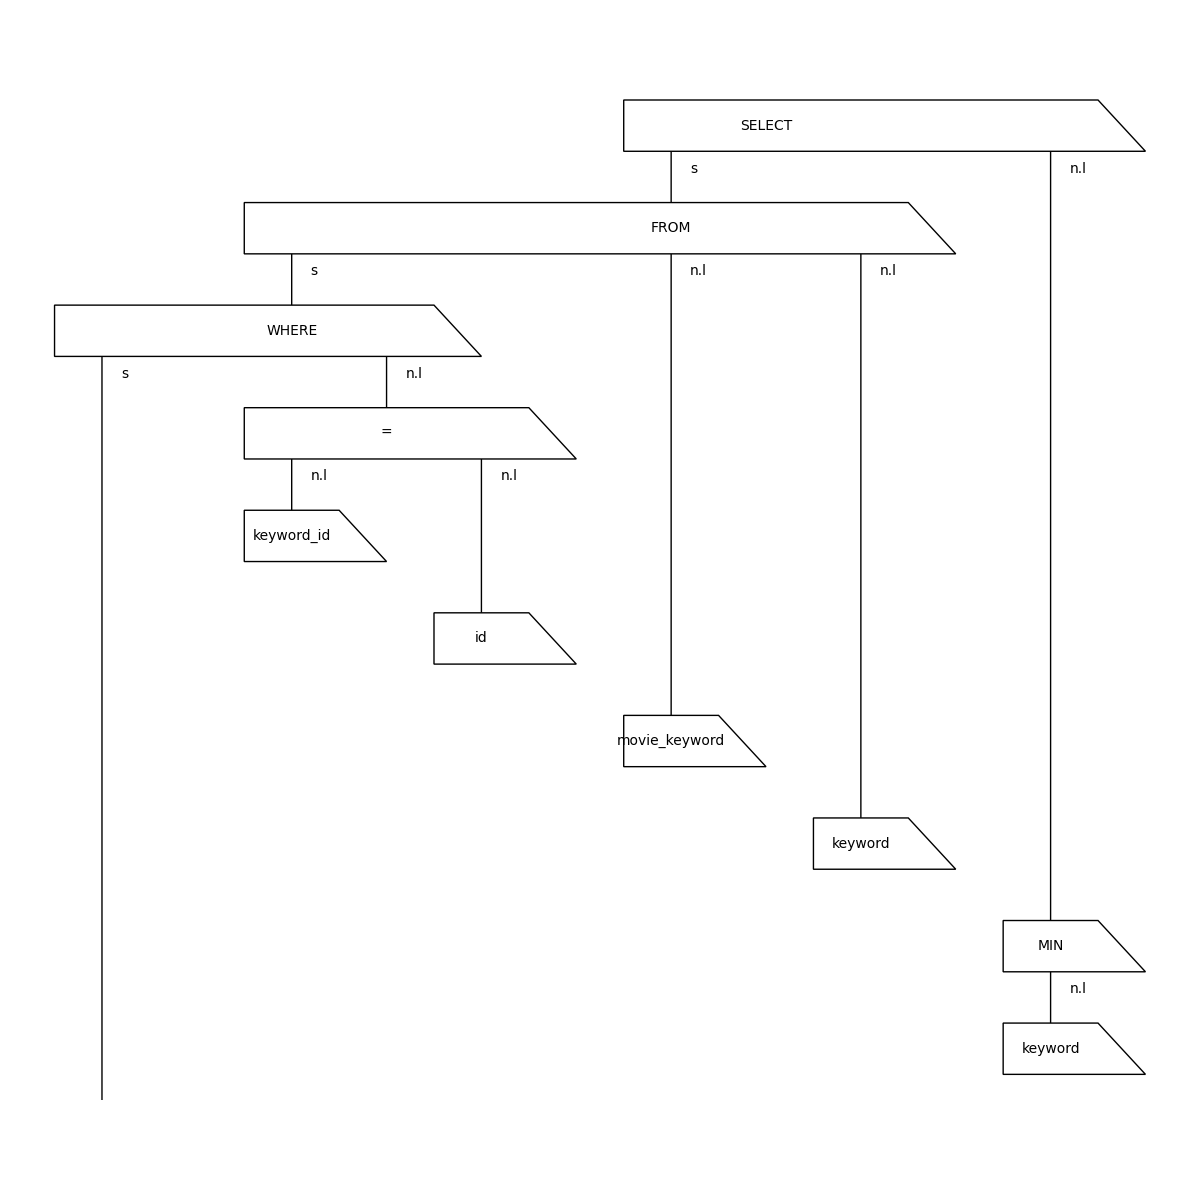 SELECT
s n.l
FROM
s n.l n.l
WHERE
s n.l
=
n.l n.l
keyword_id
id
movie_keyword
keyword
MIN
n.l
keyword